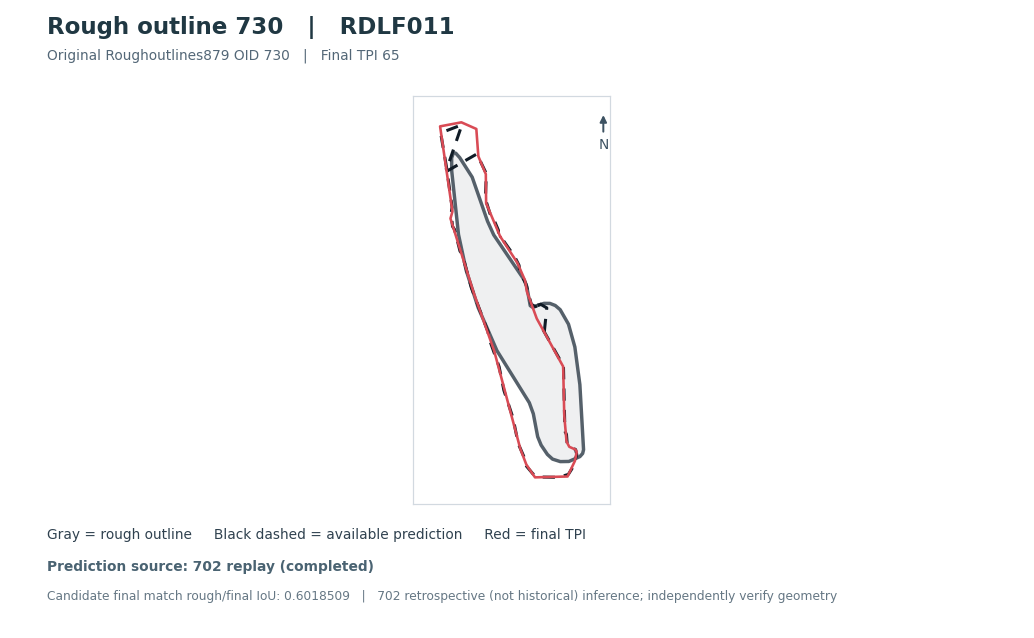 Rough outline 730   |   RDLF011
Original Roughoutlines879 OID 730   |   Final TPI 65
N
Gray = rough outline     Black dashed = available prediction     Red = final TPI
Prediction source: 702 replay (completed)
Candidate final match rough/final IoU: 0.6018509   |   702 retrospective (not historical) inference; independently verify geometry